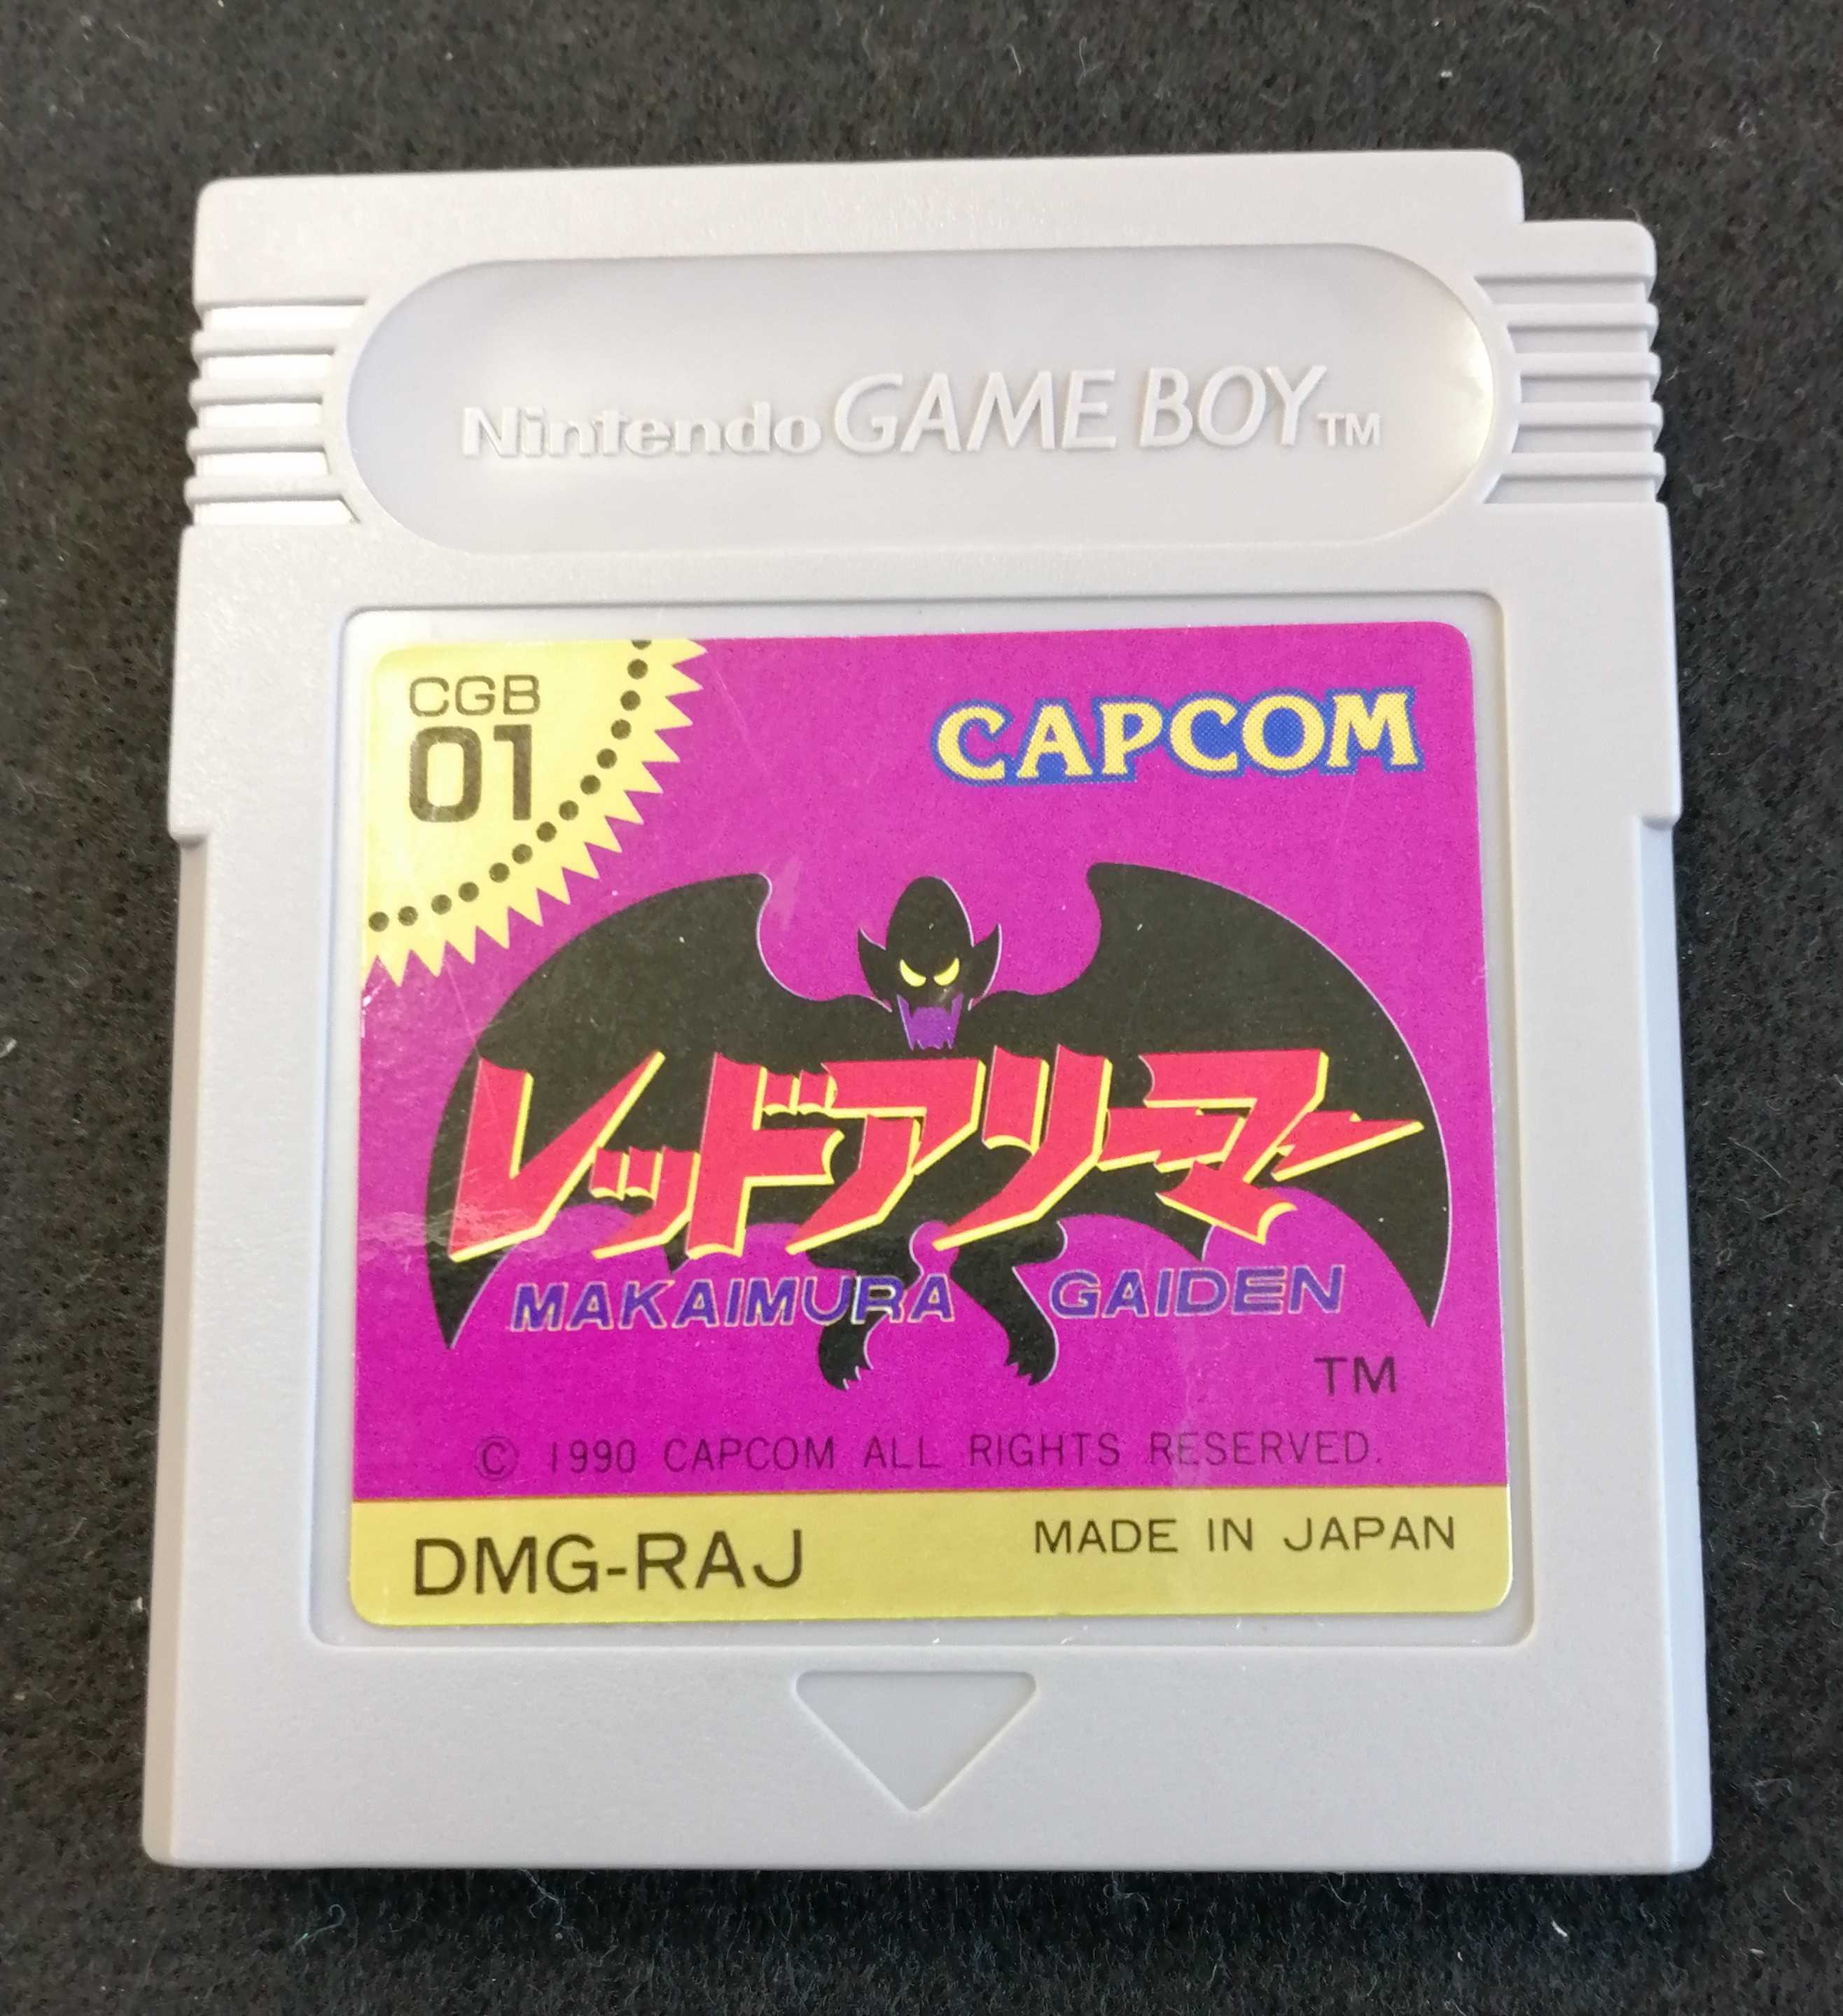 Nintendo GAME BOY TM
CGB
01
CAPCOM
レッドアリーマー
MAKAIMURA GAIDEN
TM
© 1990 CAPCOM ALL RIGHTS RESERVED.
DMG-RAJ
MADE IN JAPAN